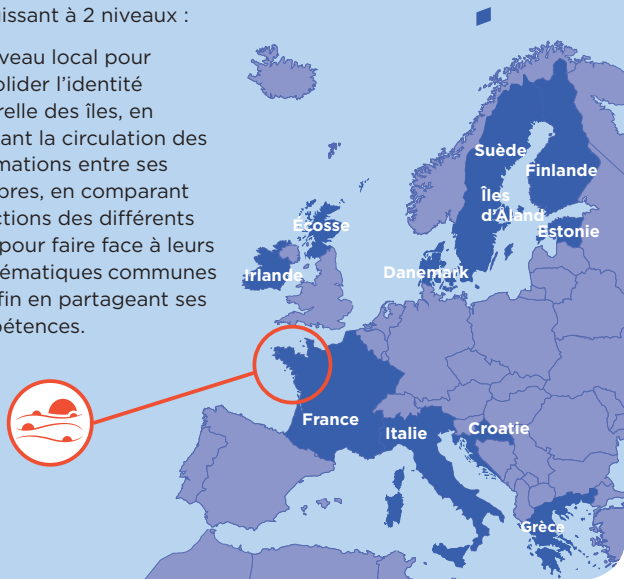 issant à 2 niveaux :
veau local pour
olider l’identité
relle des îles, en
ant la circulation des
mations entre ses
bres, en comparant
ctions des différents
pour faire face à leurs
ématiques communes
fin en partageant ses
pétences.
Suède
Finlande
Îles
d’Aland
Estonie
Écosse
Irlande
Danemark
France
Italie
Croatie
Grèce